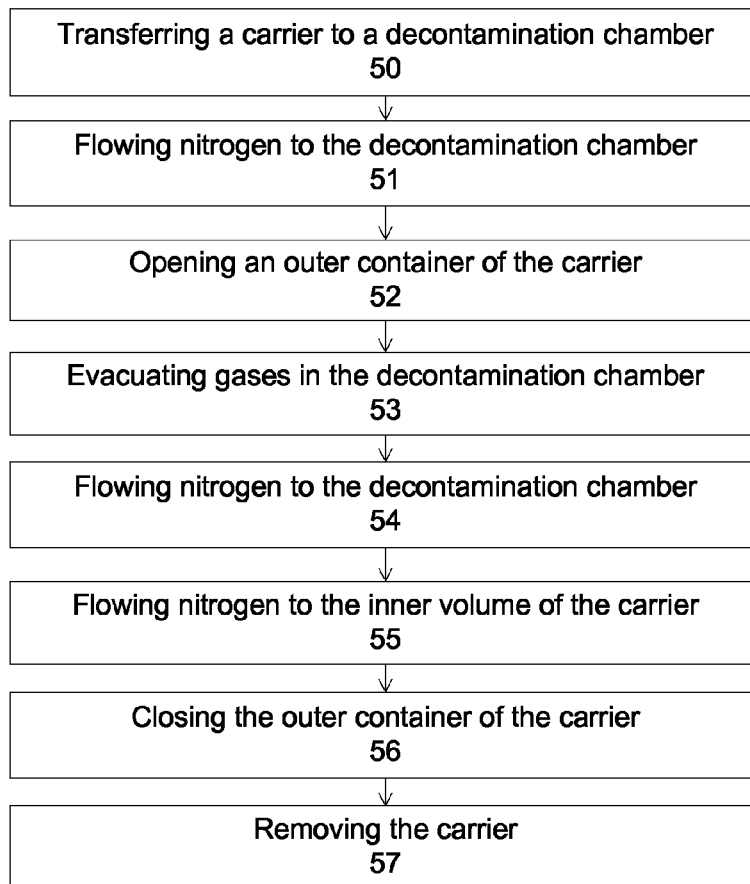 Transferring a carrier to a decontamination chamber
50
Flowing nitrogen to the decontamination chamber
51
Opening an outer container of the carrier
52
Evacuating gases in the decontamination chamber
53
Flowing nitrogen to the decontamination chamber
54
Flowing nitrogen to the inner volume of the carrier
55
Closing the outer container of the carrier
56
Removing the carrier
57